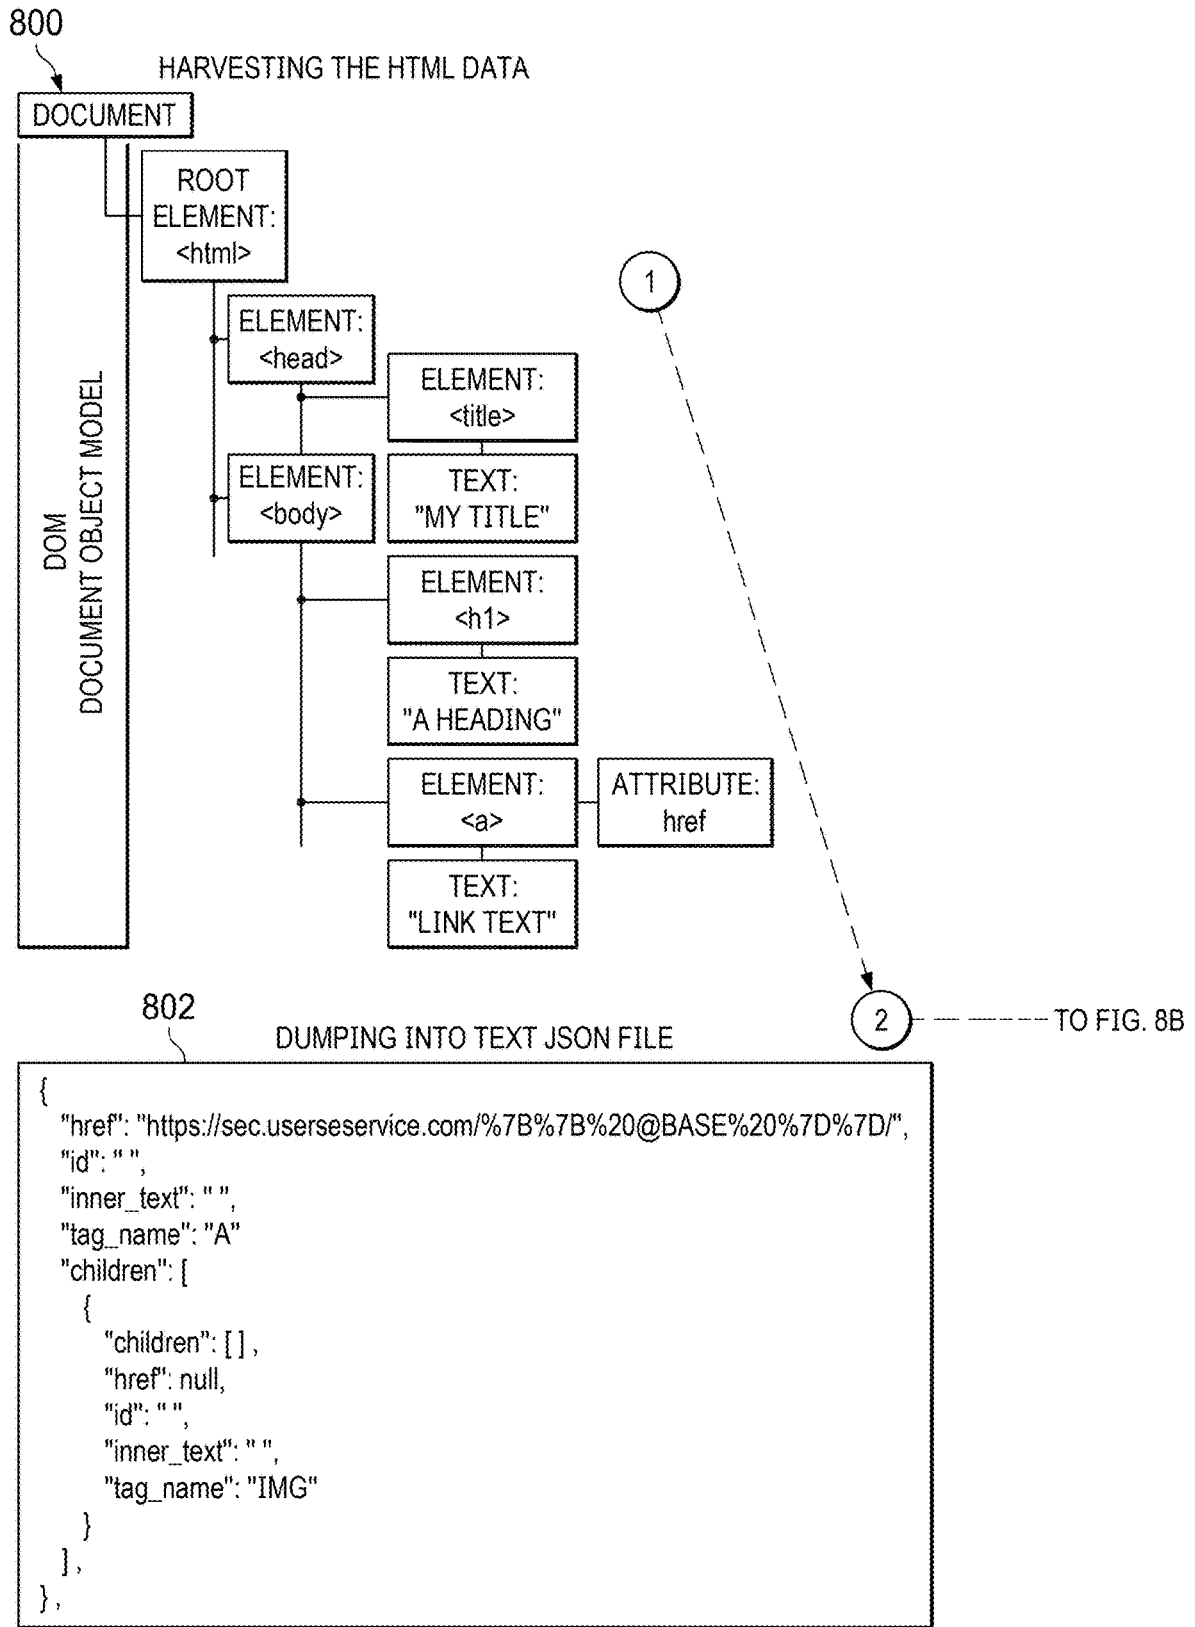 800
HARVESTING THE HTML DATA
DOCUMENT
DOM
DOCUMENT OBJECT MODEL
ROOT
ELEMENT:
<html>
ELEMENT:
<head>
ELEMENT:
<title>
TEXT:
"MY TITLE"
ELEMENT:
<body>
ELEMENT:
<h1>
TEXT:
"A HEADING"
ELEMENT:
<a>
ATTRIBUTE:
href
TEXT:
"LINK TEXT"
1
2
TO FIG. 8B
802
DUMPING INTO TEXT JSON FILE
{
"href": "https://sec.userseservice.com/%7B%7B%20@BASE%20%7D%7D/",
"id": " ",
"inner_text": " ",
"tag_name": "A"
"children": [
{
"children": [ ] ,
"href": null,
"id": " ",
"inner_text": " ",
"tag_name": "IMG"
}
] ,
} ,